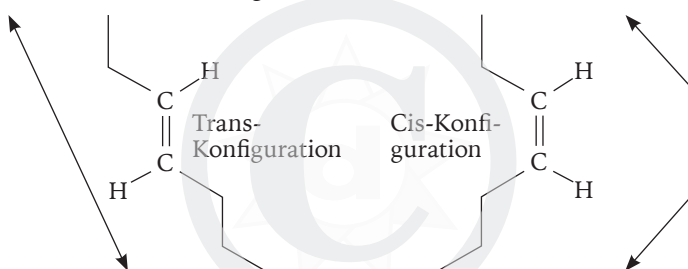 H H
C C
Trans- Cis-Konfi-
Konfiguration guration
C C
H H